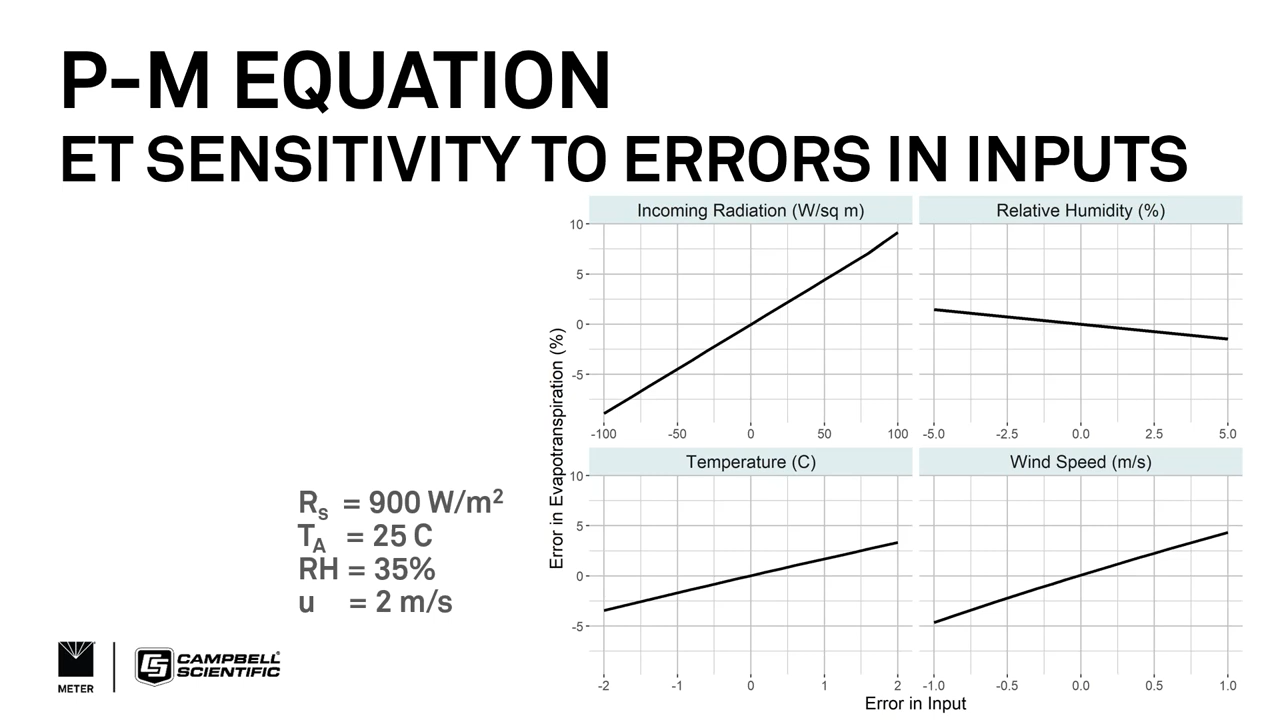 P-M EQUATION
ET SENSITIVITY TO ERRORS IN INPUTS
Rs = 900 W/m²
TA = 25 C
RH = 35%
u = 2 m/s
METER
CAMPBELL®
SCIENTIFIC
Error in Evapotranspiration (%)
Incoming Radiation (W/sq m)
10
5
0
-5
-100 -50 0 50 100
Relative Humidity (%)
-5.0 -2.5 0.0 2.5 5.0
Temperature (C)
10
5
0
-5
-2 -1 0 1 2
Wind Speed (m/s)
-1.0 -0.5 0.0 0.5 1.0
Error in Input